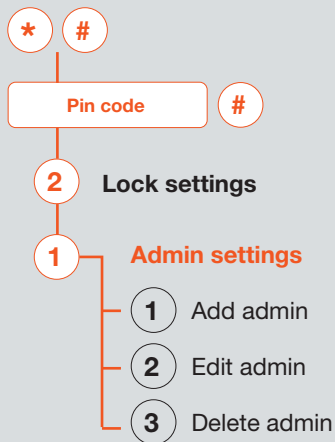 * #
Pin code #
2 Lock settings
1 Admin settings
1 Add admin
2 Edit admin
3 Delete admin